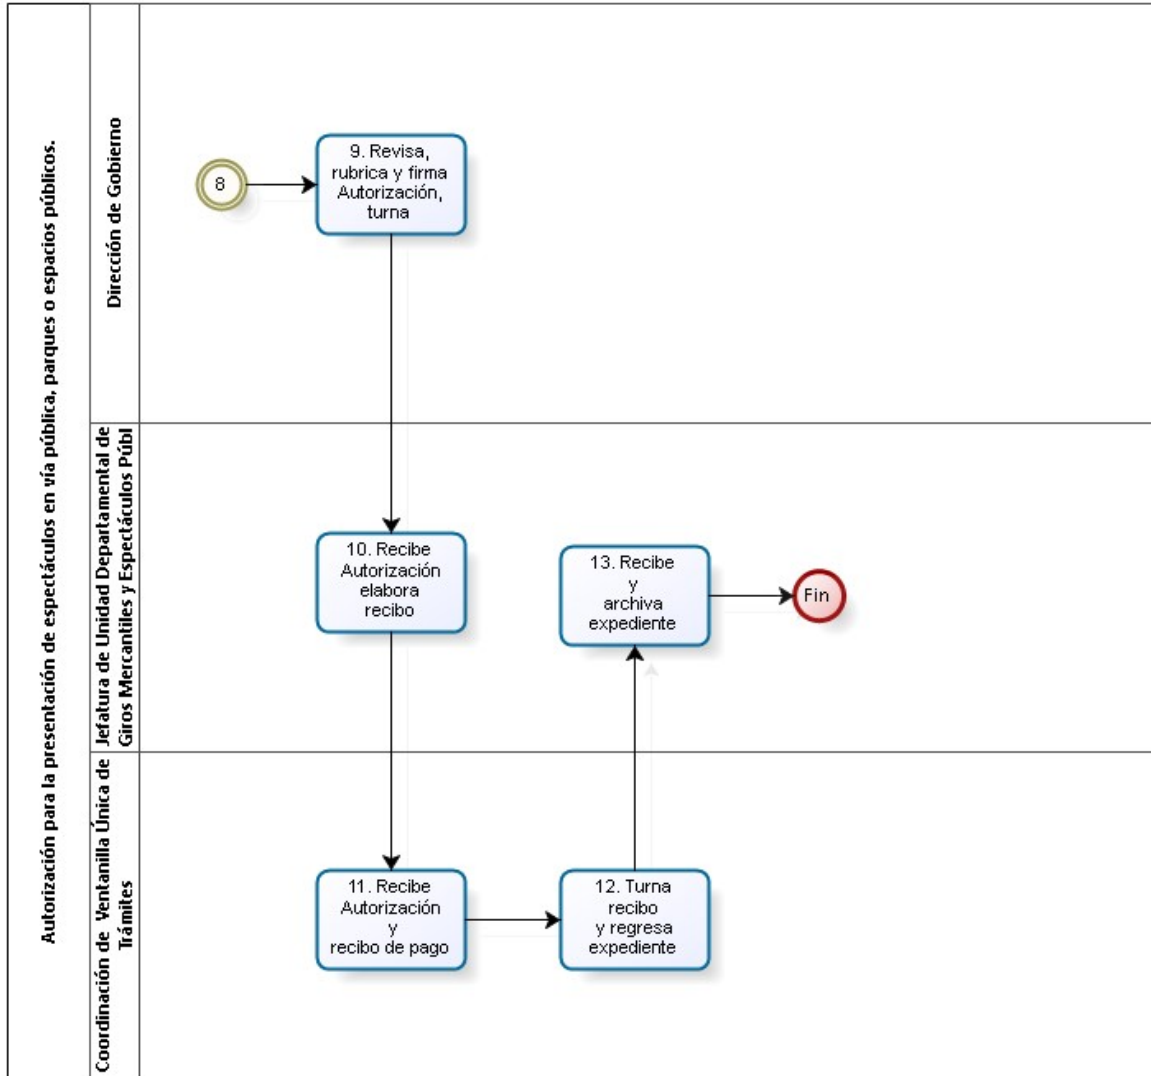 Autorización para la presentación de espectáculos en vía pública, parques o espacios públicos.
Dirección de Gobierno
8
9. Revisa,
rubrica y firma
Autorización,
turna
Jefatura de Unidad Departamental de
Giros Mercantiles y Espectáculos Públ
10. Recibe
Autorización
elabora
recibo
13. Recibe
y
archiva
expediente
Fin
Coordinación de Ventanilla Única de
Trámites
11. Recibe
Autorización
y
recibo de pago
12. Turna
recibo
y regresa
expediente